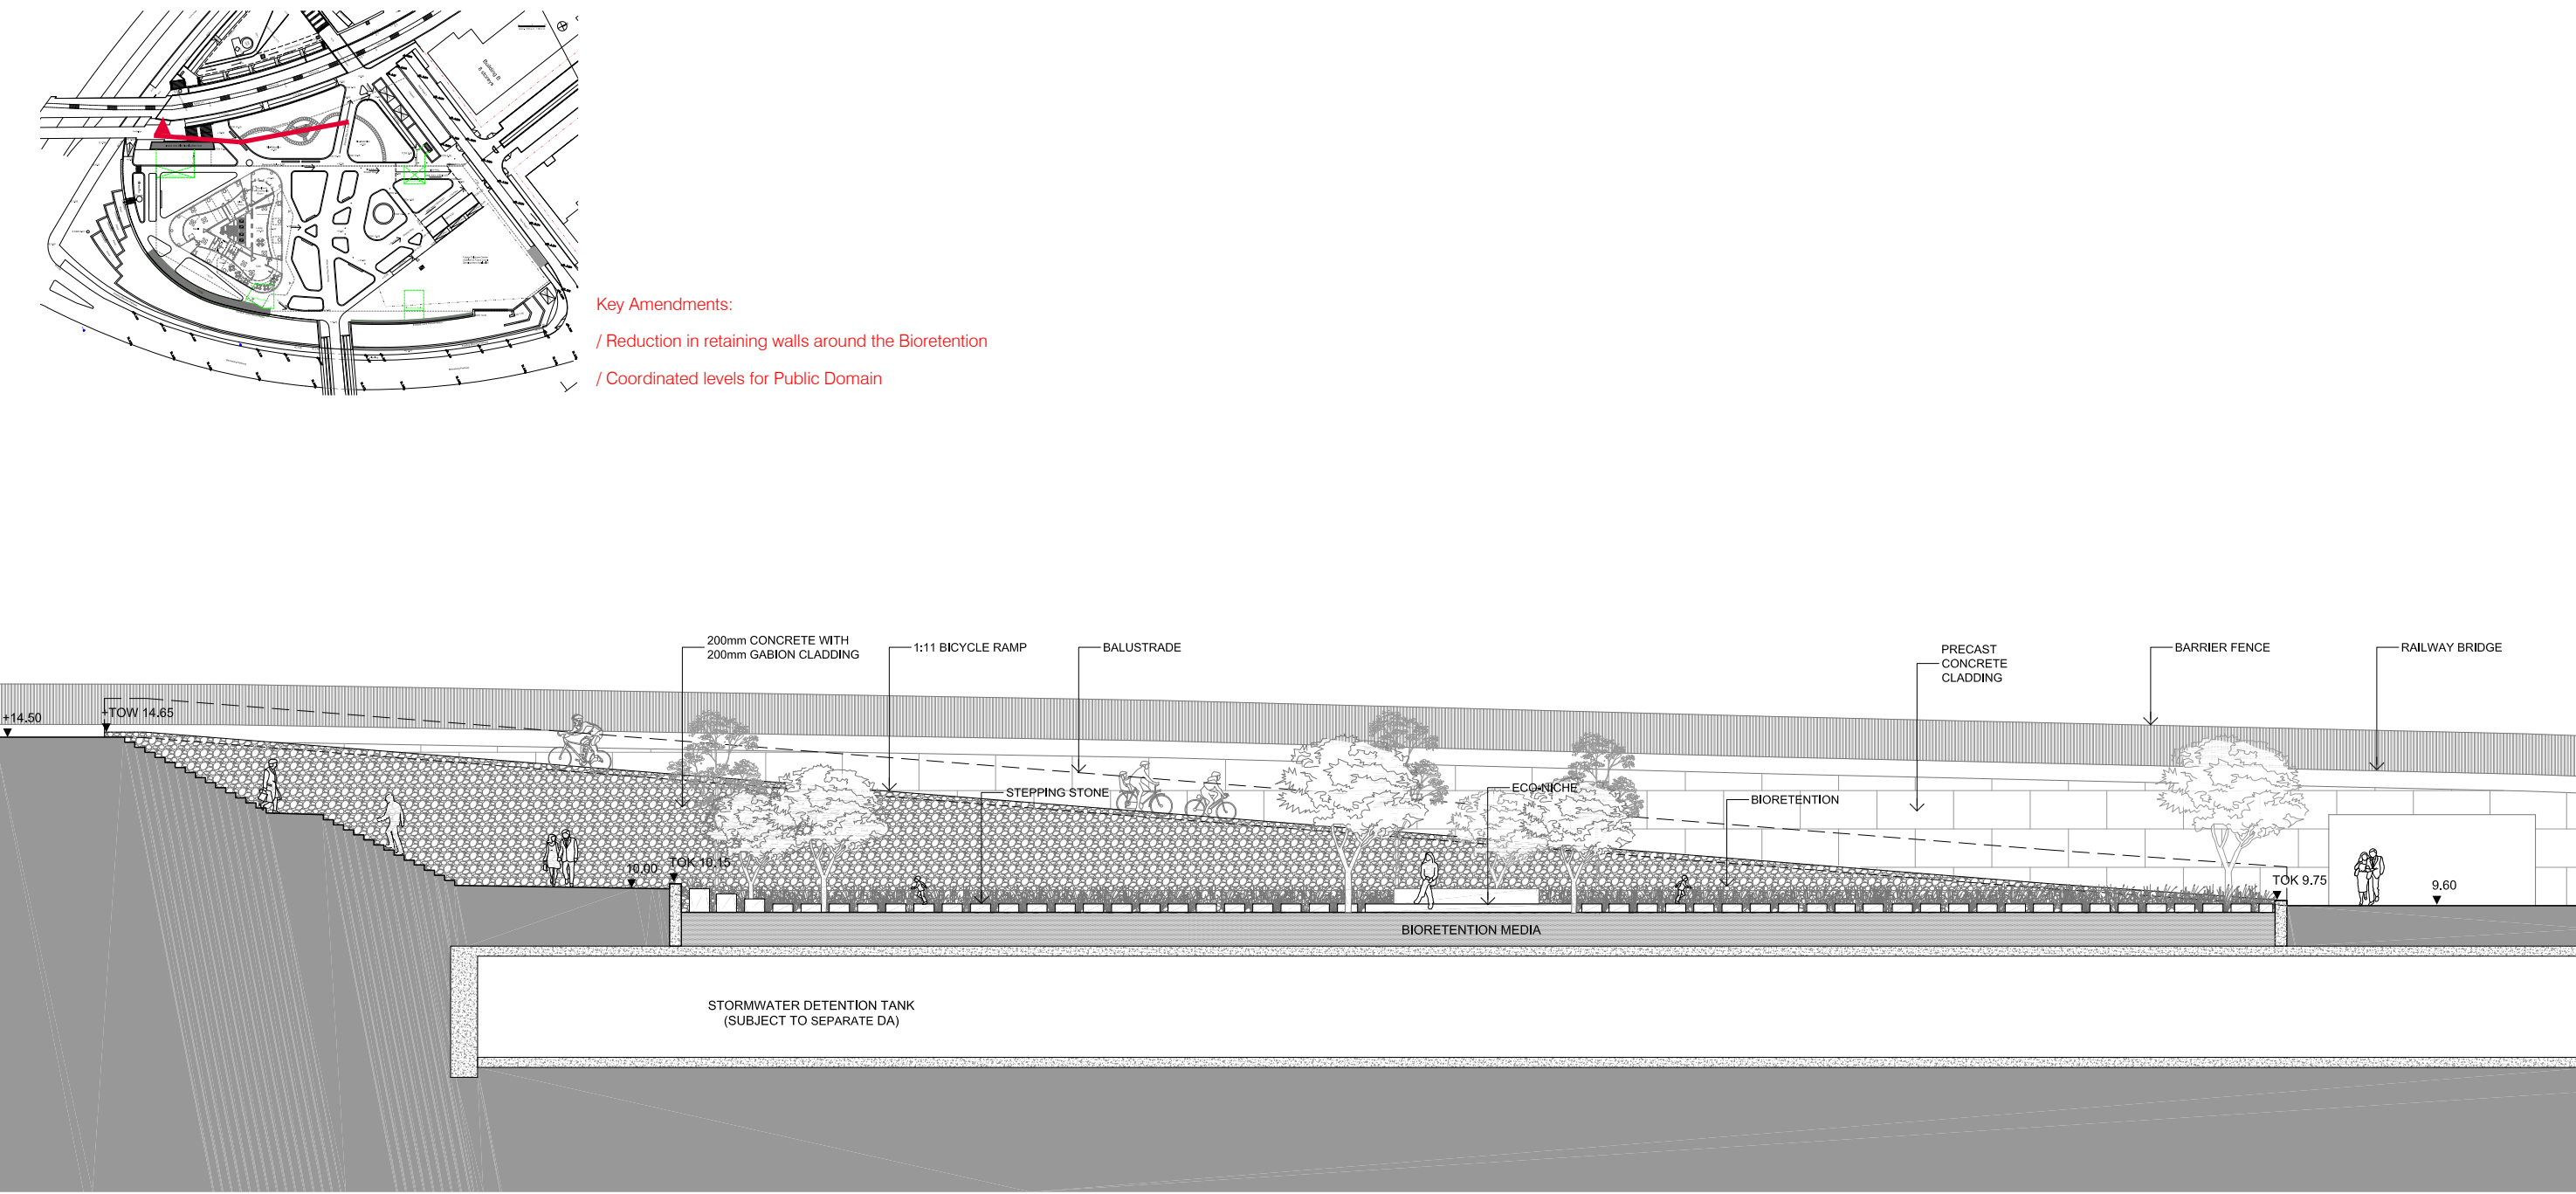 Building B
8 storeys
Key Amendments:
/ Reduction in retaining walls around the Bioretention
/ Coordinated levels for Public Domain
200mm CONCRETE WITH
200mm GABION CLADDING
1:11 BICYCLE RAMP
BALUSTRADE
PRECAST
CONCRETE
CLADDING
BARRIER FENCE
RAILWAY BRIDGE
+14.50
+TOW 14.65
STEPPING STONE
ECO-NICHE
BIORETENTION
10.00
TOK 10.15
TOK 9.75
9.60
BIORETENTION MEDIA
STORMWATER DETENTION TANK
(SUBJECT TO SEPARATE DA)